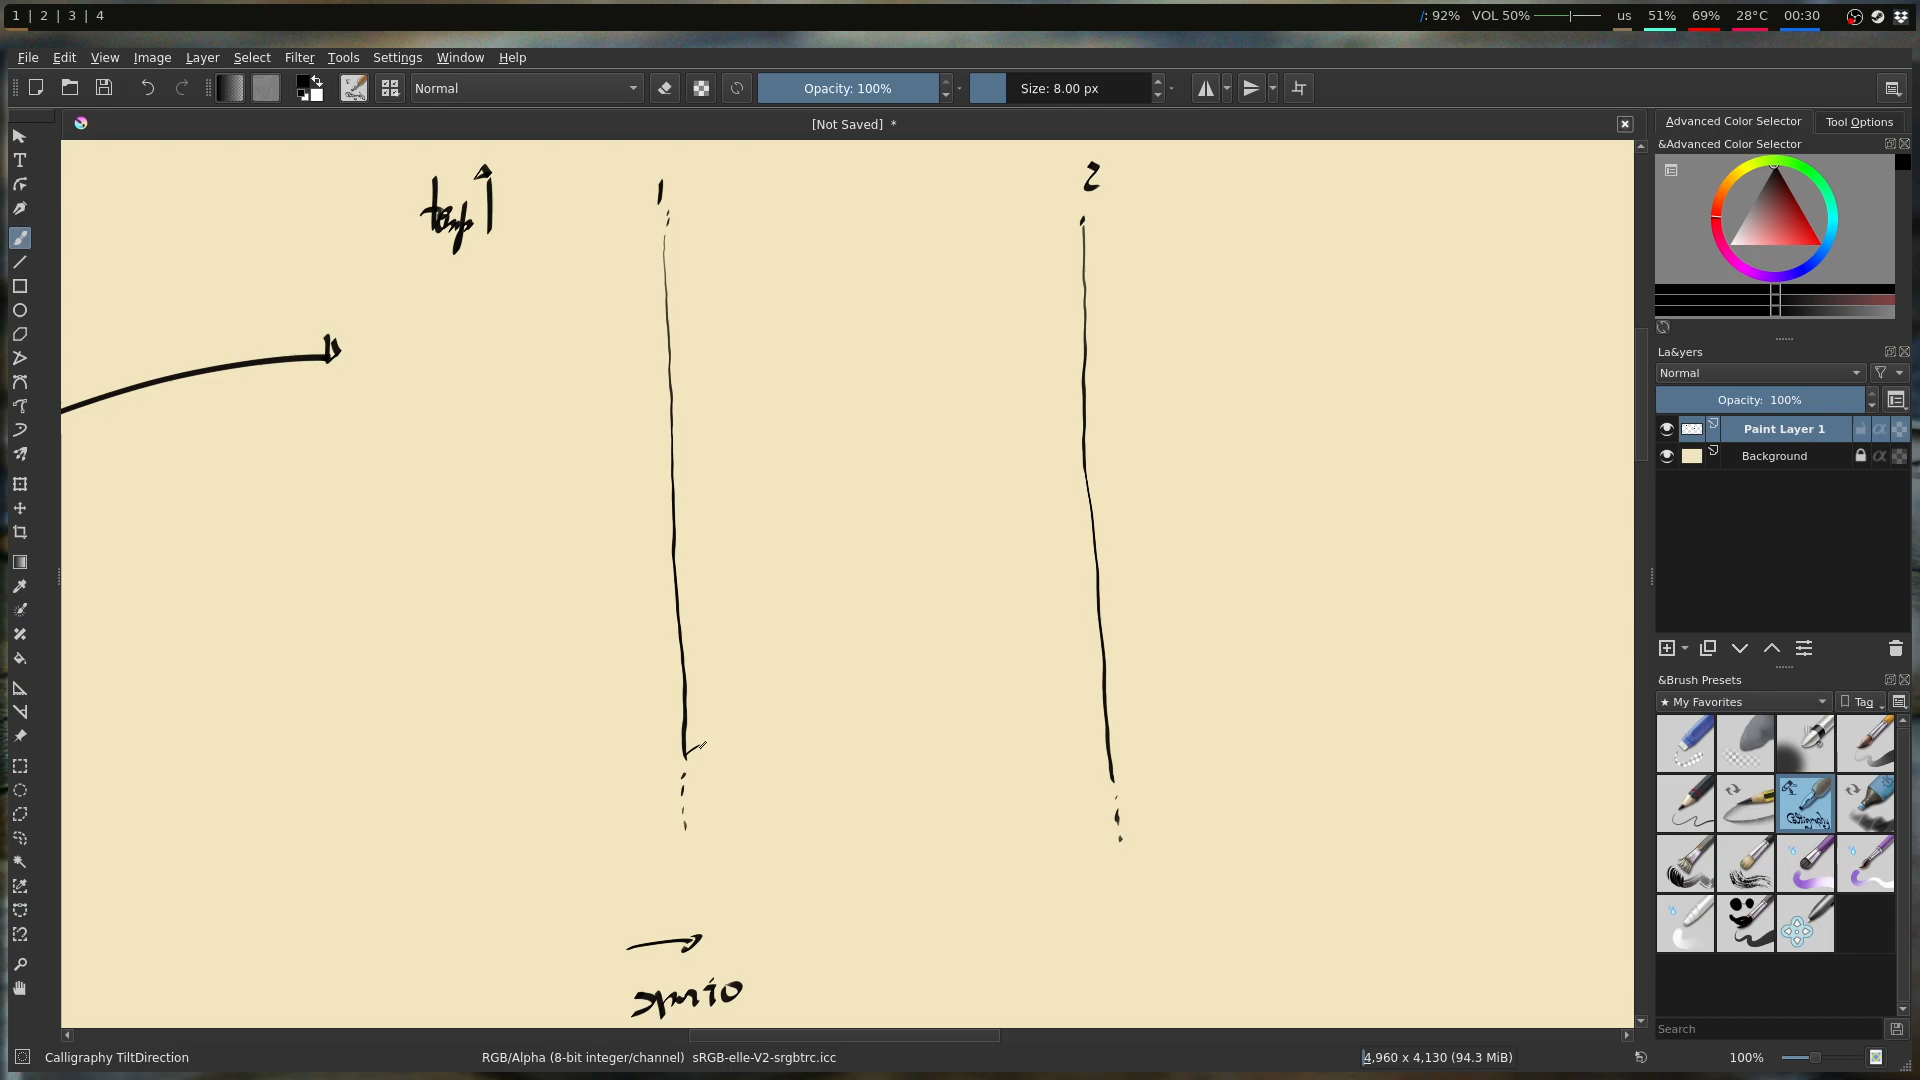 1 | 2 | 3 | 4
/: 92% VOL 50% us 51% 69% 28°C 00:30
File Edit View Image Layer Select Filter Tools Settings Window Help
Normal Opacity: 100% Size: 8.00 px
[Not Saved] *
Advanced Color Selector Tool Options
&Advanced Color Selector
1 2
La&yers
Normal
Opacity: 100%
Paint Layer 1
Background
&Brush Presets
★ My Favorites Tag
Calligraphy
Search
Calligraphy TiltDirection RGB/Alpha (8-bit integer/channel) sRGB-elle-V2-srgbtrc.icc 4,960 x 4,130 (94.3 MiB) 100%